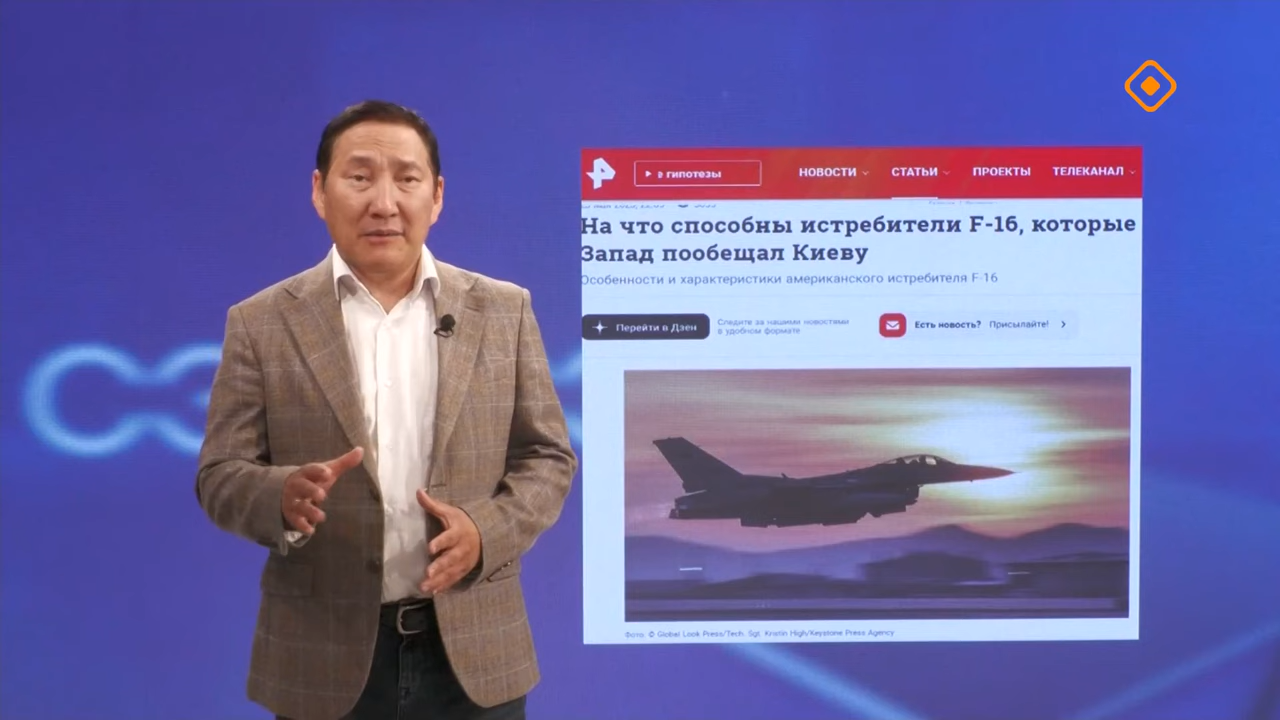 гипотезы
НОВОСТИ СТАТЬИ ПРОЕКТЫ ТЕЛЕКАНАЛ
На что способны истребители F-16, которые
Запад пообещал Киеву
Особенности и характеристики американского истребителя F-16
Перейти в Дзен
Следите за нашими новостями
в удобном формате
Есть новость? Присылайте!
Фото: © Global Look Press/Tech. Sgt. Kristin High/Keystone Press Agency